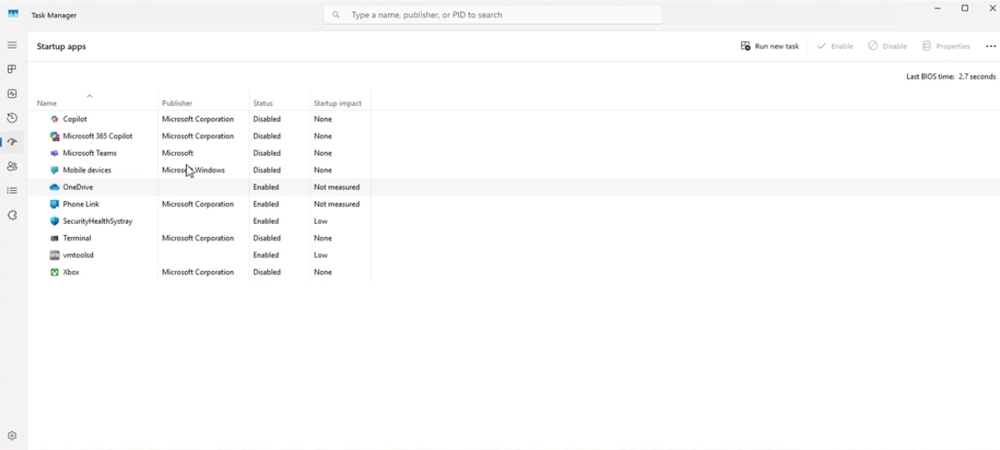 Task Manager
Type a name, publisher, or PID to search
Startup apps
Run new task Enable Disable Properties
Last BIOS time: 2.7 seconds
Name Publisher Status Startup impact
Copilot Microsoft Corporation Disabled None
Microsoft 365 Copilot Microsoft Corporation Disabled None
Microsoft Teams Microsoft Disabled None
Mobile devices Microsoft Windows Disabled None
OneDrive Enabled Not measured
Phone Link Microsoft Corporation Enabled Not measured
SecurityHealthSystray Enabled Low
Terminal Microsoft Corporation Disabled None
vm vmtoolsd Enabled Low
Xbox Microsoft Corporation Disabled None